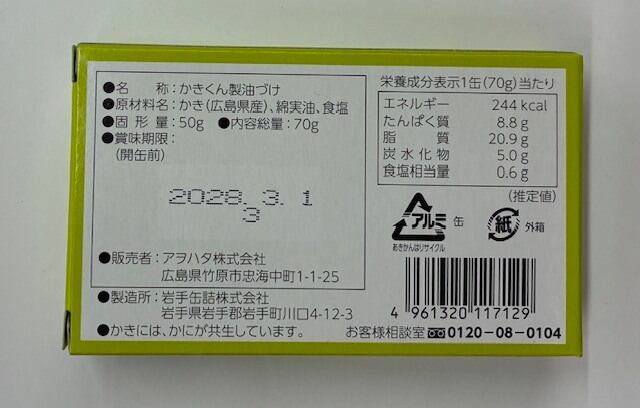 ●名　　称：かきくん製油づけ
●原材料名：かき(広島県産)、綿実油、食塩
●固 形 量：50g　●内容総量：70g
●賞味期限：
(開缶前)
2028. 3. 1
3
●販売者：アヲハタ株式会社
広島県竹原市忠海中町1-1-25
●製造所：岩手缶詰株式会社
岩手県岩手郡岩手町川口4-12-3
●かきには、かにが共生しています。
栄養成分表示1缶(70g)当たり
エネルギー　244 kcal
たんぱく質　8.8 g
脂　　質　20.9 g
炭水化物　5.0 g
食塩相当量　0.6 g
(推定値)
アルミ 缶
あきかんはリサイクル
紙 外箱
4 961320 117129
お客様相談室 0120-08-0104